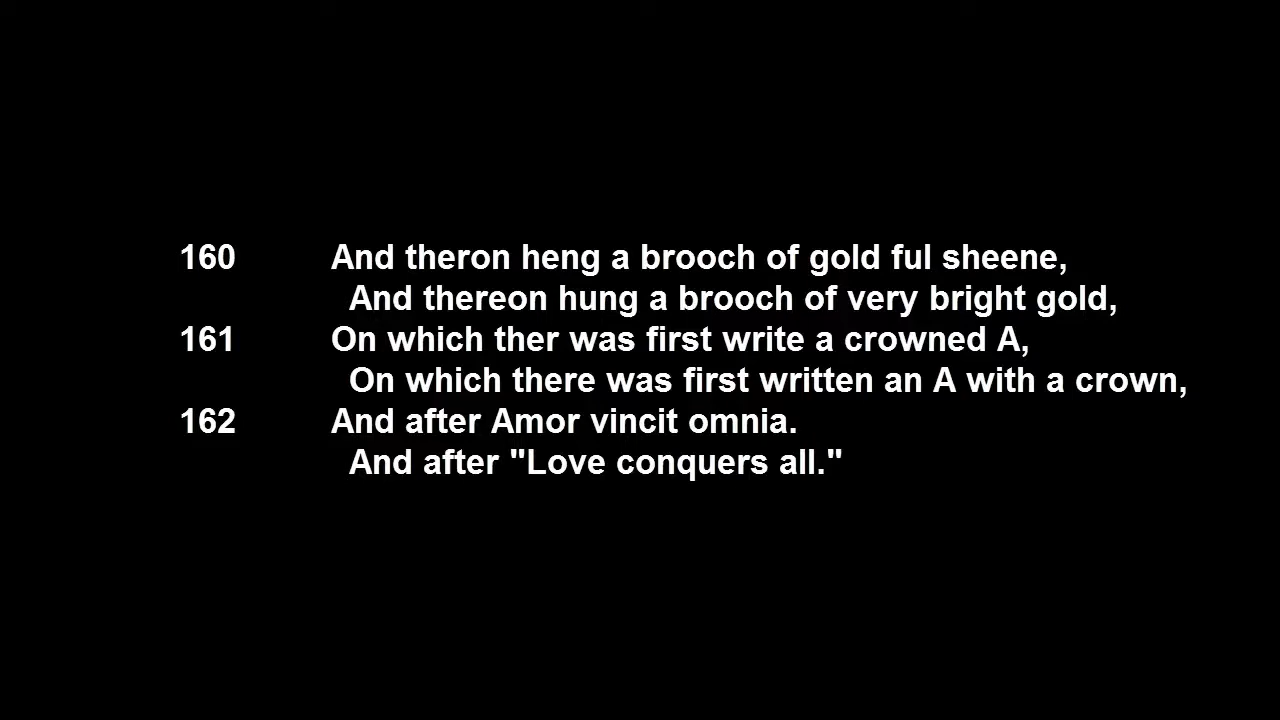 160 And theron heng a brooch of gold ful sheene,
And thereon hung a brooch of very bright gold,
161 On which ther was first write a crowned A,
On which there was first written an A with a crown,
162 And after Amor vincit omnia.
And after "Love conquers all."